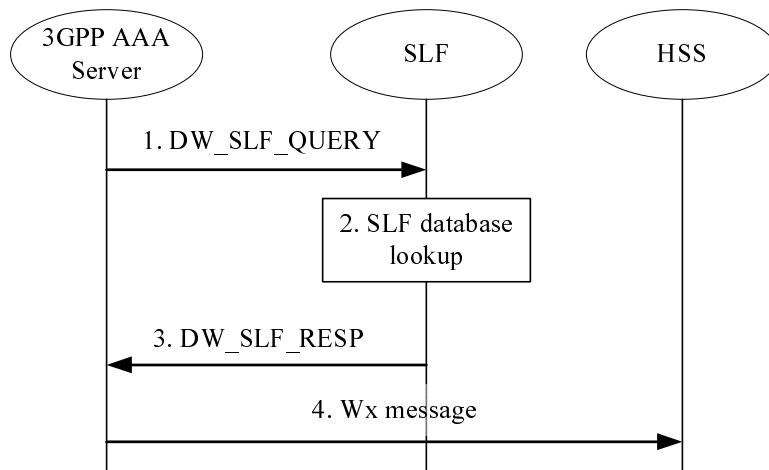 3GPP AAA
Server
SLF
HSS
1. DW_SLF_QUERY
2. SLF database
lookup
3. DW_SLF_RESP
4. Wx message